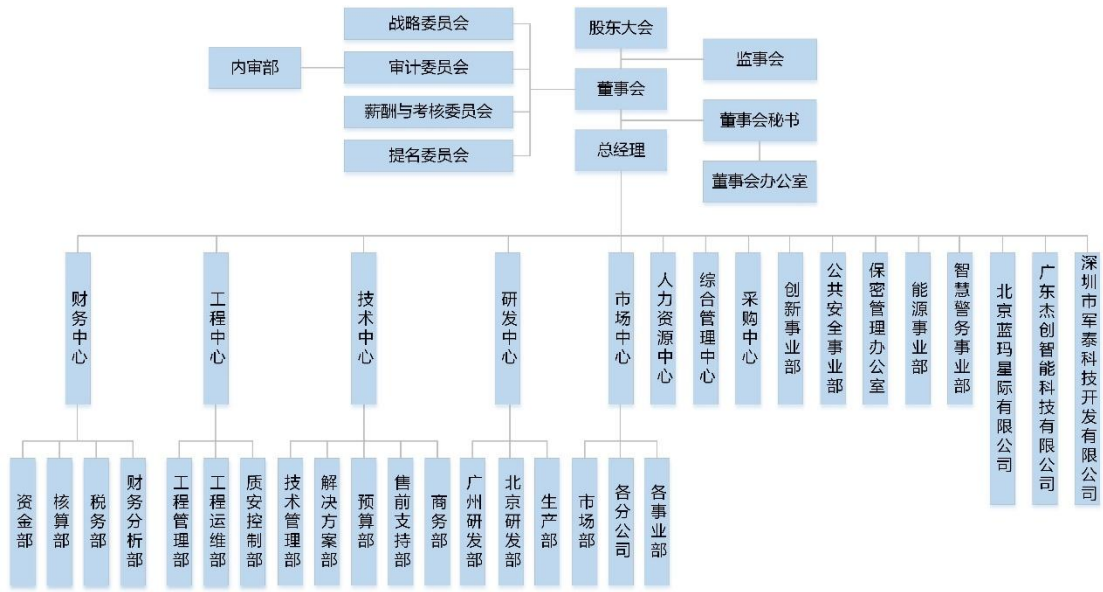 战略委员会
股东大会
内审部
审计委员会
监事会
董事会
薪酬与考核委员会
董事会秘书
提名委员会
总经理
董事会办公室
财务中心
工程中心
技术中心
研发中心
市场中心
人力资源中心
综合管理中心
采购中心
创新事业部
公共安全事业部
保密管理办公室
能源事业部
智慧警务事业部
北京蓝玛星际有限公司
广东杰创智能科技有限公司
深圳市军泰科技开发有限公司
资金部
核算部
税务部
财务分析部
工程管理部
工程运维部
质安控制部
技术管理部
解决方案部
预算部
售前支持部
商务部
广州研发部
北京研发部
生产部
市场部
各分公司
各事业部